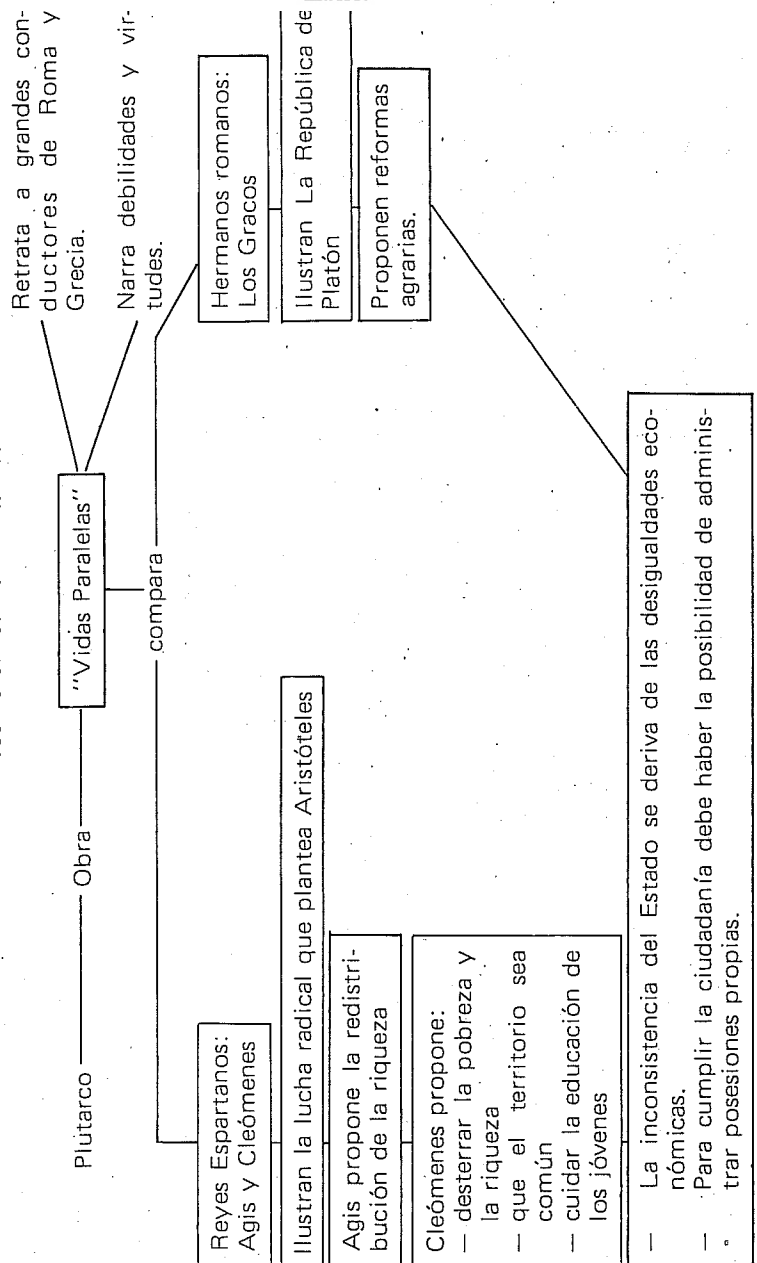 Plutarco
Obra
"Vidas Paralelas"
Retrata a grandes con-
ductores de Roma y
Grecia.
Narra debilidades y vir-
tudes.
compara
Reyes Espartanos:
Agis y Cleómenes
Ilustran la lucha radical que plantea Aristóteles
Agis propone la redistri-
bución de la riqueza
Cleómenes propone:
— desterrar la pobreza y
la riqueza
— que el territorio sea
común
— cuidar la educación de
los jóvenes
Hermanos romanos:
Los Gracos
Ilustran La República de
Platón
Proponen reformas
agrarias.
— La inconsistencia del Estado se deriva de las desigualdades eco-
nómicas.
— Para cumplir la ciudadanía debe haber la posibilidad de adminis-
trar posesiones propias.